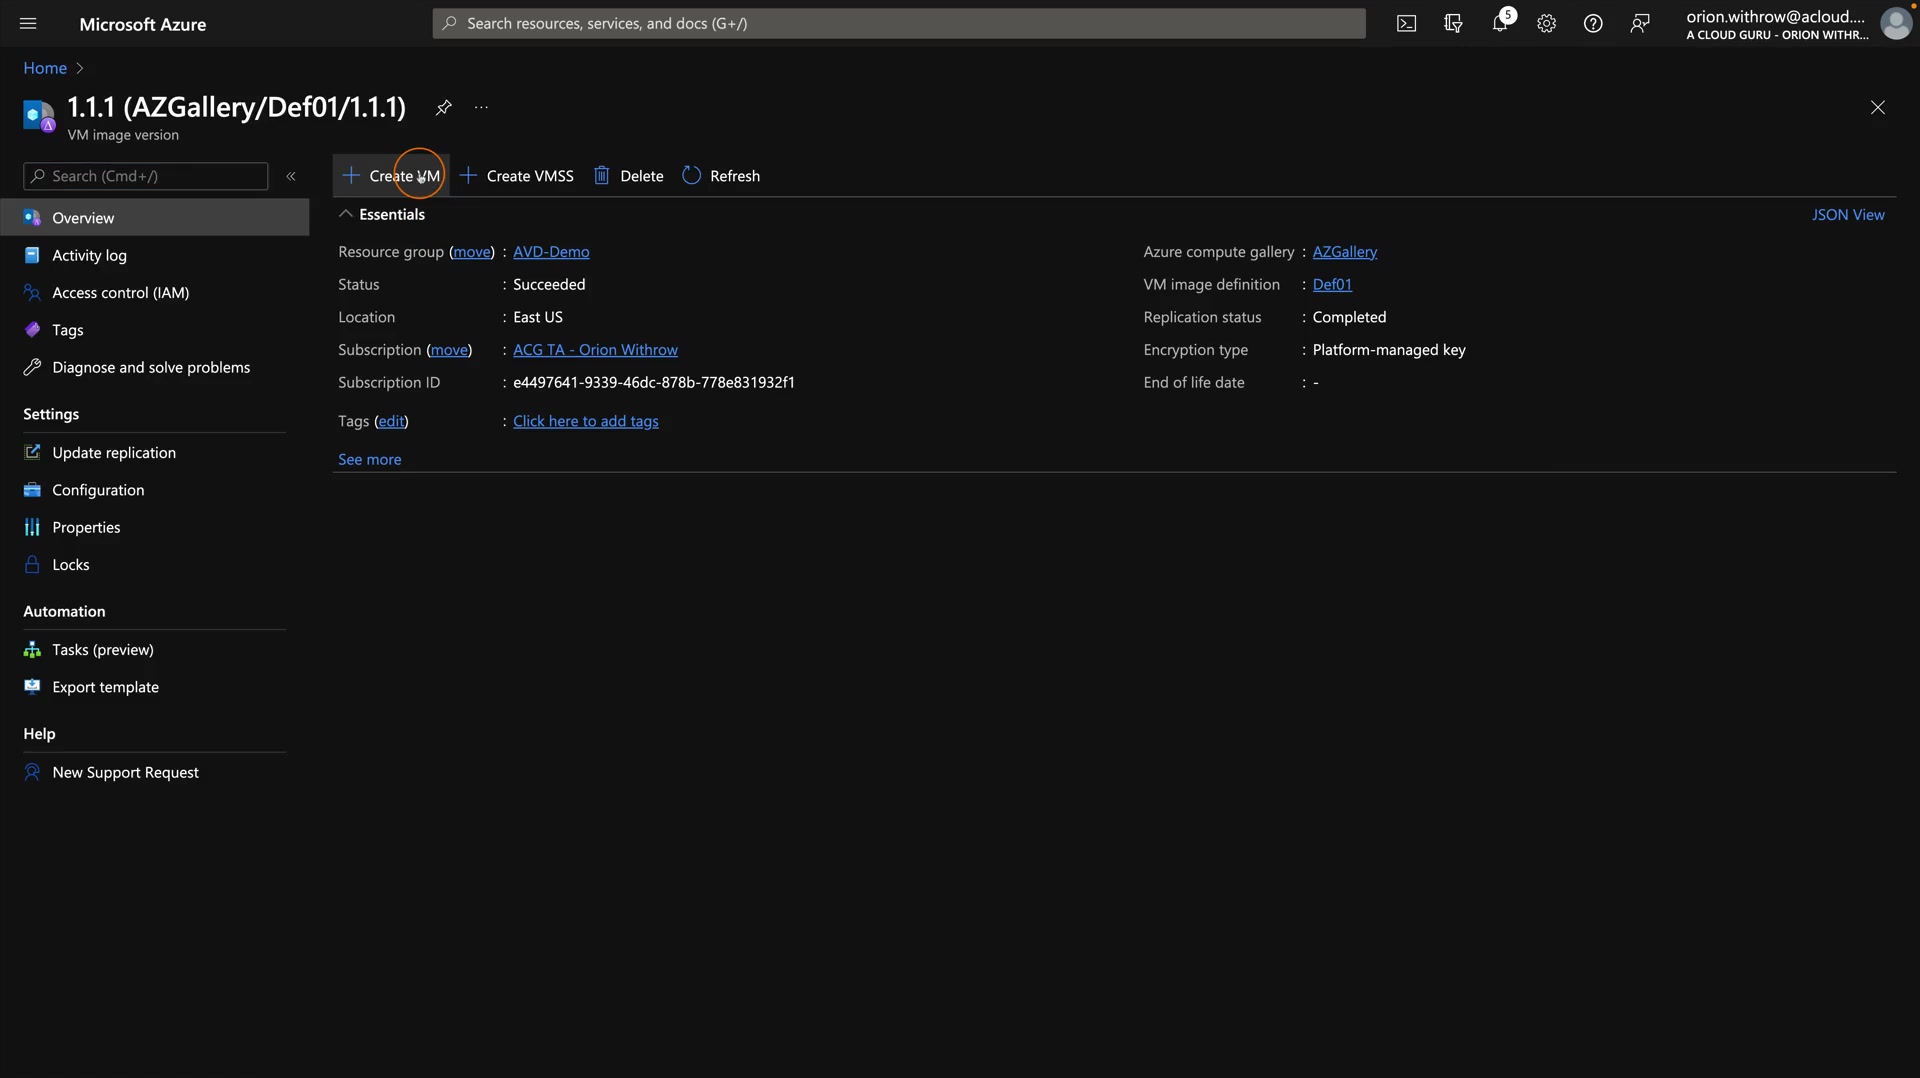 Microsoft Azure
Search resources, services, and docs (G+/)
5
orion.withrow@acloud....
A CLOUD GURU - ORION WITHR...
Home
1.1.1 (AZGallery/Def01/1.1.1)
VM image version
Search (Cmd+/)
Create VM
Create VMSS
Delete
Refresh
Overview
Activity log
Access control (IAM)
Tags
Diagnose and solve problems
Settings
Update replication
Configuration
Properties
Locks
Automation
Tasks (preview)
Export template
Help
New Support Request
Essentials
JSON View
Resource group (move) : AVD-Demo
Status : Succeeded
Location : East US
Subscription (move) : ACG TA - Orion Withrow
Subscription ID : e4497641-9339-46dc-878b-778e831932f1
Tags (edit) : Click here to add tags
See more
Azure compute gallery : AZGallery
VM image definition : Def01
Replication status : Completed
Encryption type : Platform-managed key
End of life date : -